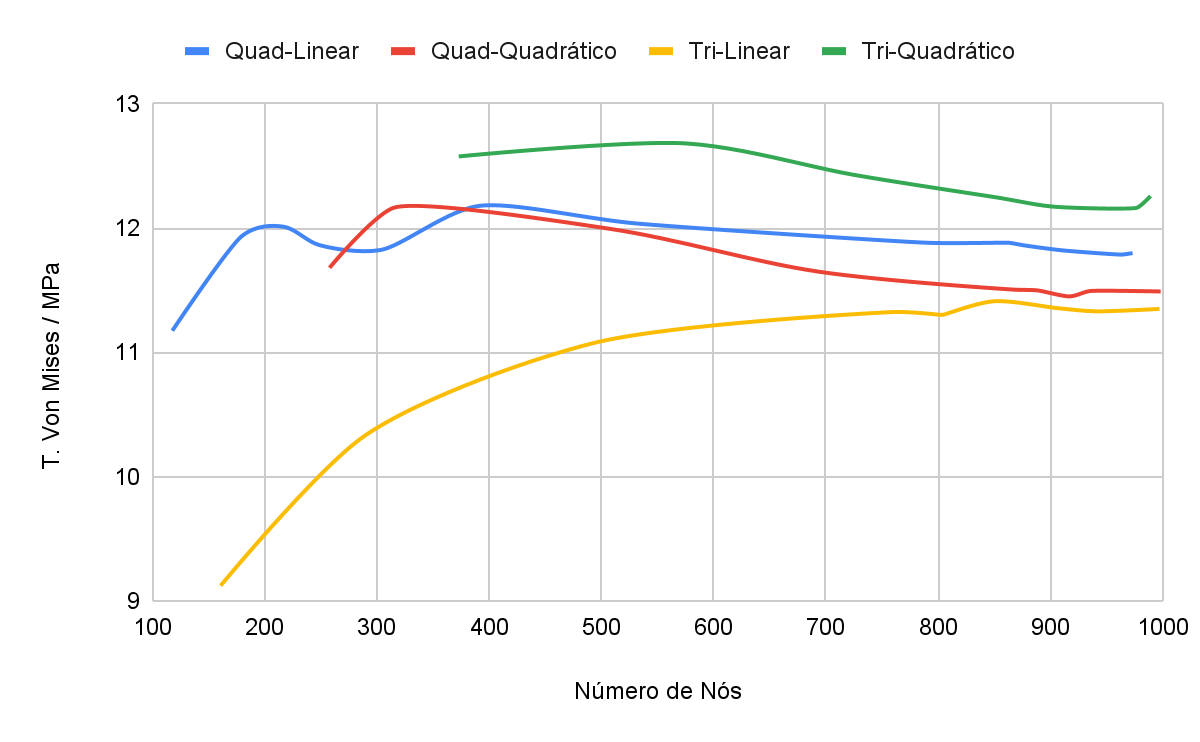 Quad-Linear Quad-Quadrático Tri-Linear Tri-Quadrático
13
12
11
10
9
T. Von Mises / MPa
100 200 300 400 500 600 700 800 900 1000
Número de Nós